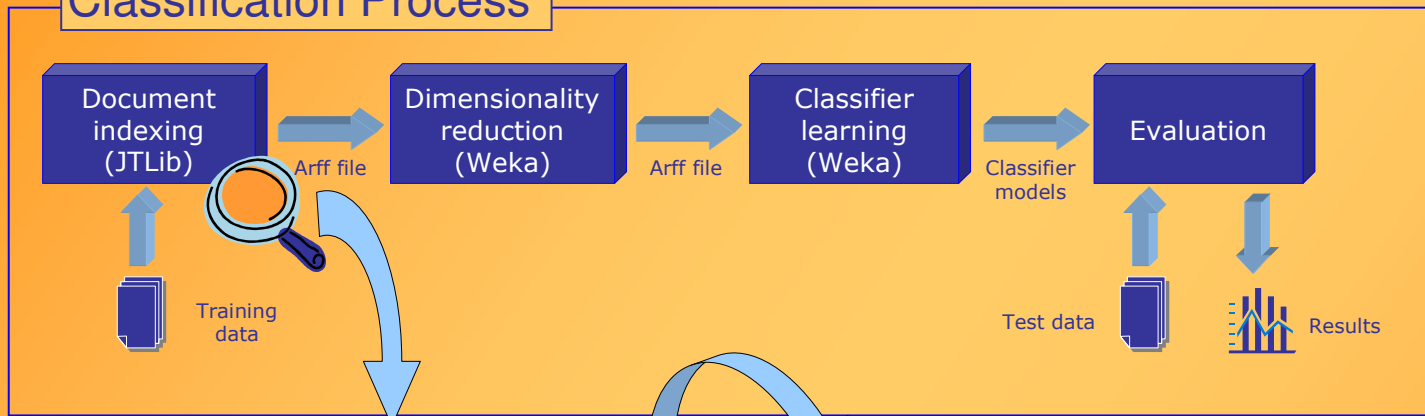 Classification Process
Document
indexing
(JTLib)
Arff file
Dimensionality
reduction
(Weka)
Arff file
Classifier
learning
(Weka)
Classifier
models
Evaluation
Training
data
Test data
Results